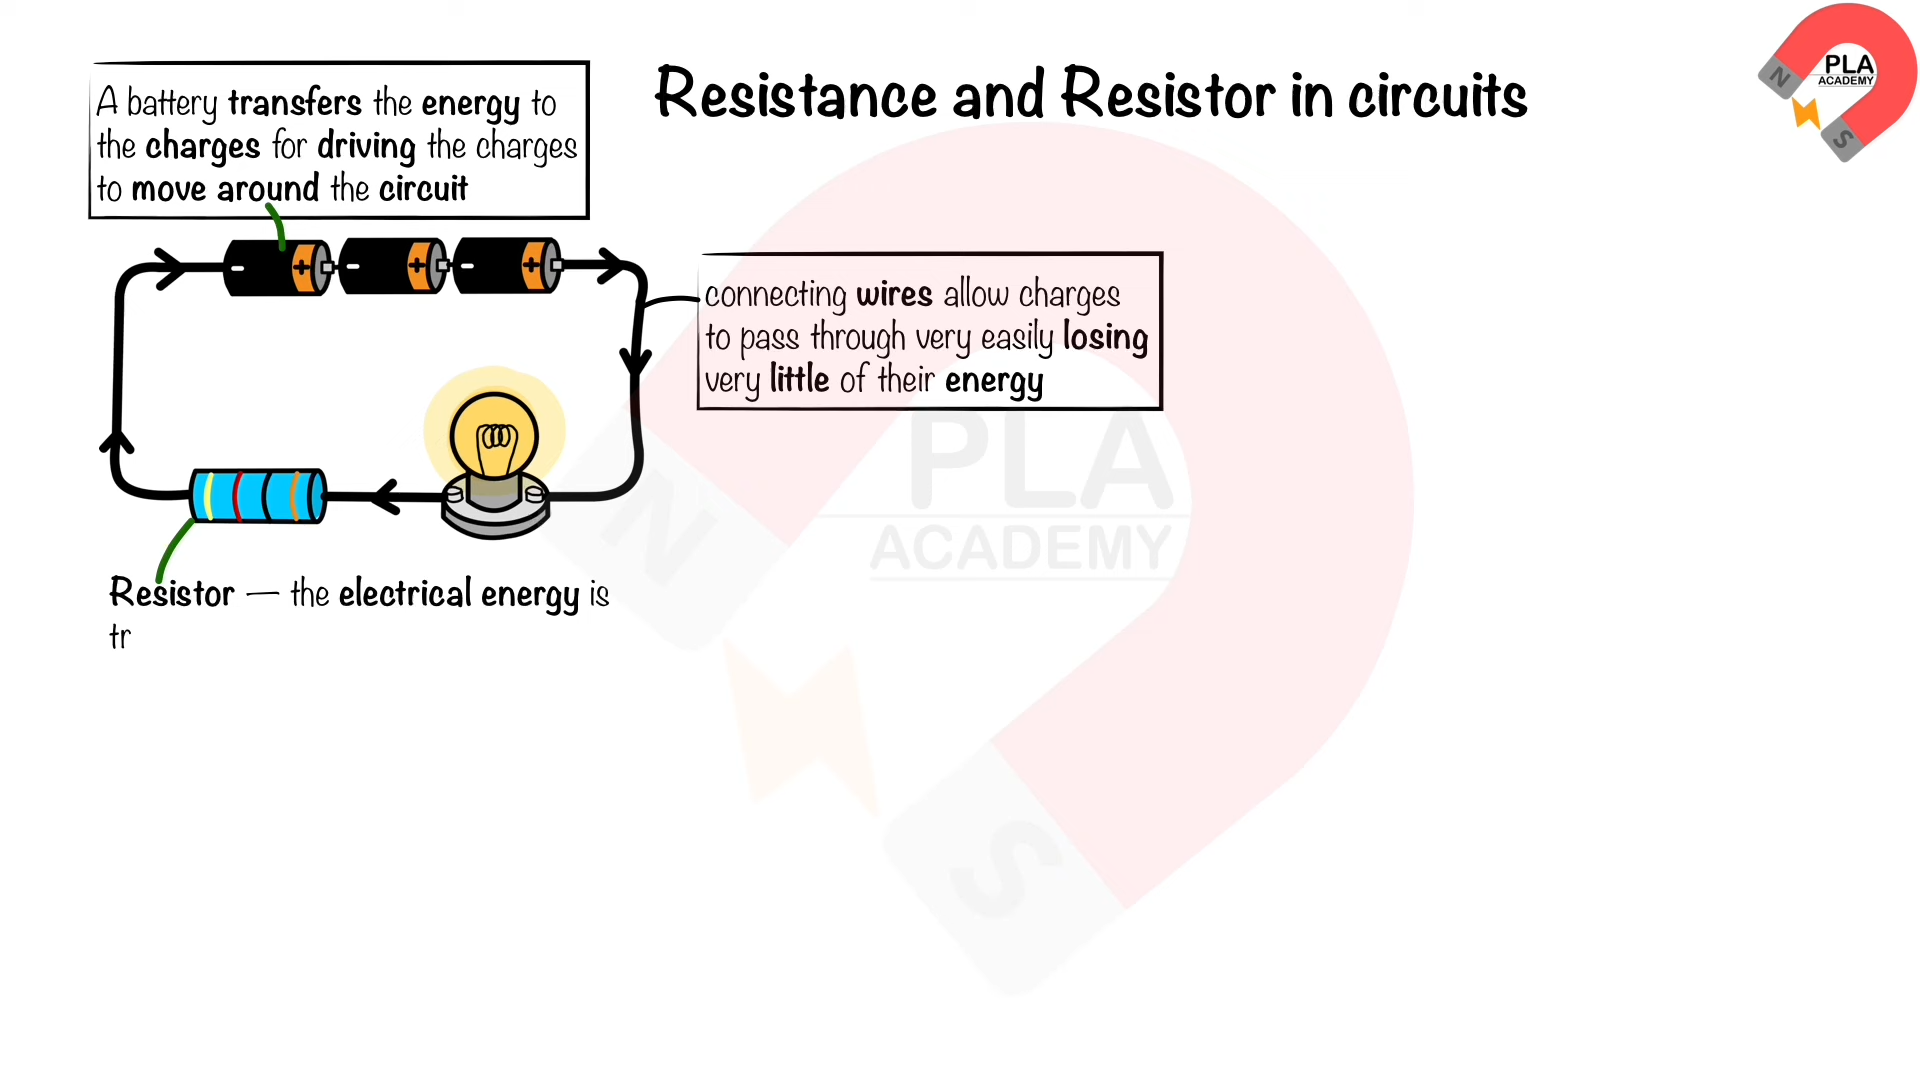 Resistance and Resistor in circuits
A battery transfers the energy to
the charges for driving the charges
to move around the circuit
connecting wires allow charges
to pass through very easily losing
very little of their energy
Resistor — the electrical energy is
tr
N
PLA
ACADEMY
S
PLA
ACADEMY
N
S